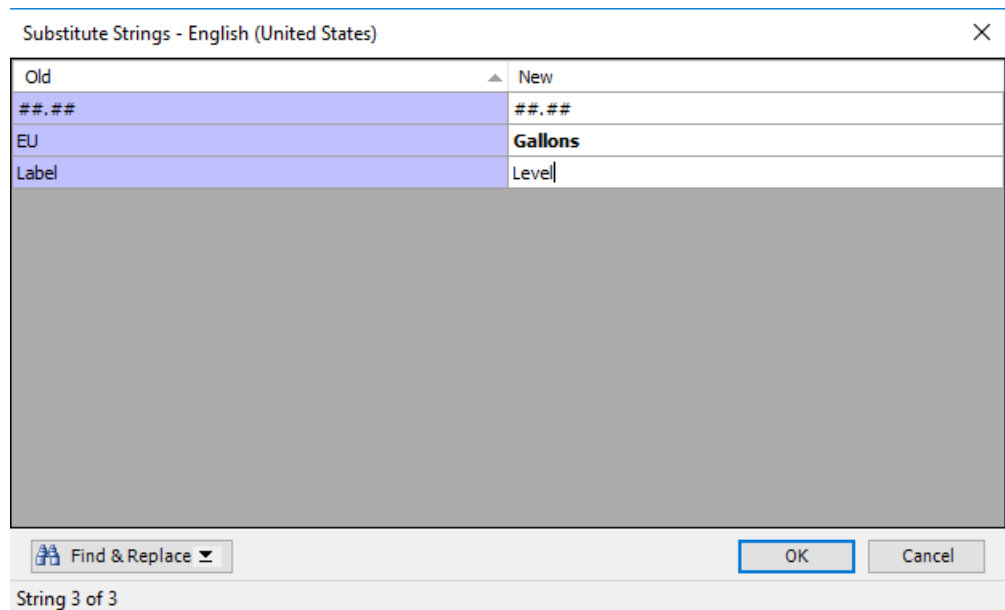 Substitute Strings - English (United States)
Old New
##.## ##.##
EU Gallons
Label Level
Find & Replace
OK Cancel
String 3 of 3